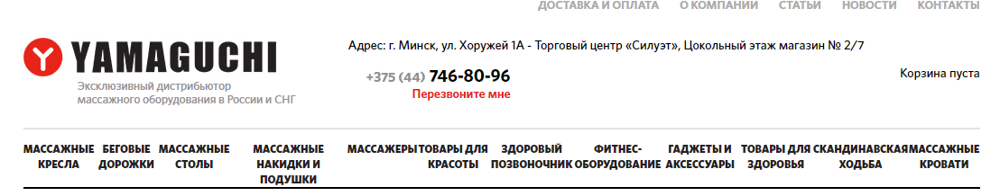 ДОСТАВКА И ОПЛАТА О КОМПАНИИ СТАТЬИ НОВОСТИ КОНТАКТЫ
YAMAGUCHI
Эксклюзивный дистрибьютор
массажного оборудования в России и СНГ
Адрес: г. Минск, ул. Хоружей 1А - Торговый центр «Силуэт», Цокольный этаж магазин № 2/7
+375 (44) 746-80-96
Перезвоните мне
Корзина пуста
МАССАЖНЫЕ БЕГОВЫЕ МАССАЖНЫЕ МАССАЖНЫЕ МАССАЖЕРЫ ТОВАРЫ ДЛЯ ЗДОРОВЫЙ ФИТНЕС- ГАДЖЕТЫ И ТОВАРЫ ДЛЯ СКАНДИНАВСКАЯ МАССАЖНЫЕ
КРЕСЛА ДОРОЖКИ СТОЛЫ НАКИДКИ И КРАСОТЫ ПОЗВОНОЧНИК ОБОРУДОВАНИЕ АКСЕССУАРЫ ЗДОРОВЬЯ ХОДЬБА КРОВАТИ
ПОДУШКИ